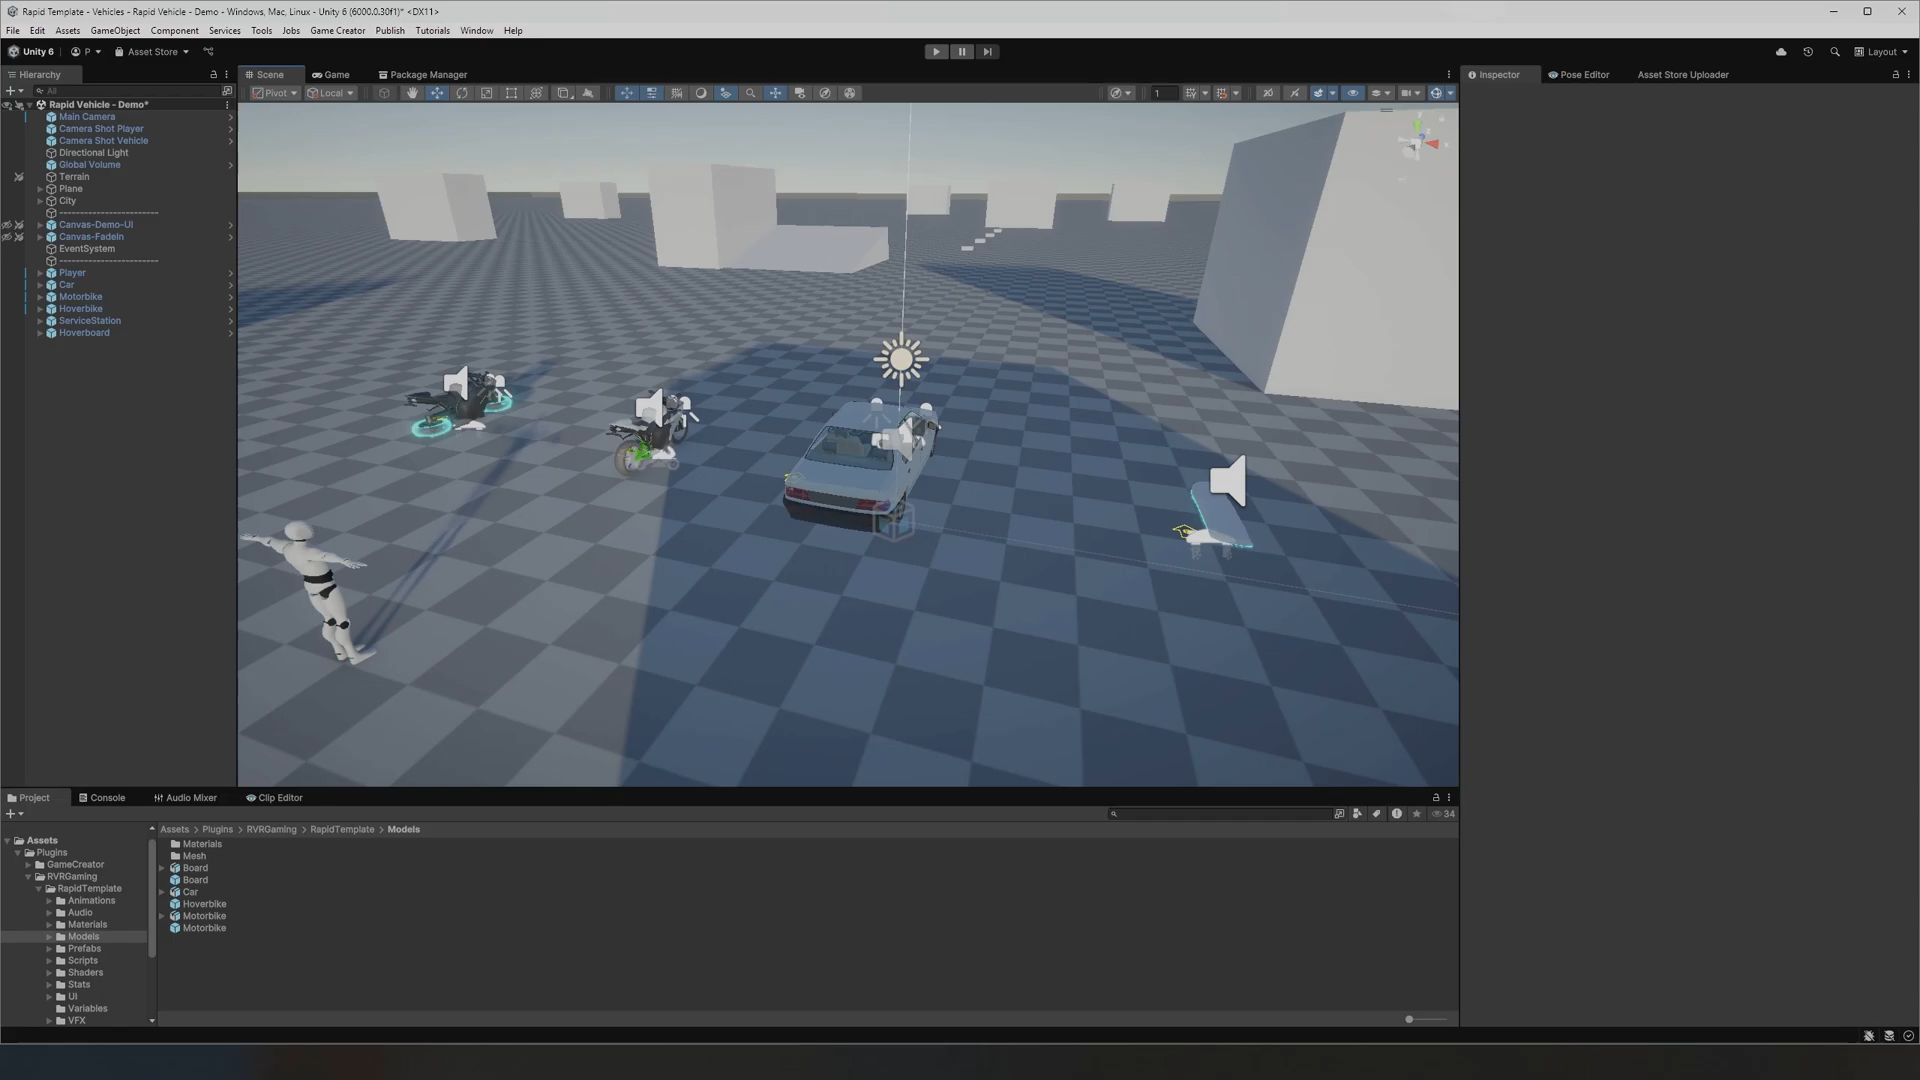 Rapid Template - Vehicles - Rapid Vehicle - Demo - Windows, Mac, Linux - Unity 6 (6000.0.30f1)* <DX11>
File Edit Assets GameObject Component Services Tools Jobs Game Creator Publish Tutorials Window Help
Unity 6 P Asset Store Layout
Hierarchy Scene Game Package Manager Inspector Pose Editor Asset Store Uploader
All Pivot Local 1
Rapid Vehicle - Demo*
Main Camera
Camera Shot Player
Camera Shot Vehicle
Directional Light
Global Volume
Terrain
Plane
City
------------------------
Canvas-Demo-UI
Canvas-FadeIn
EventSystem
------------------------
Player
Car
Motorbike
Hoverbike
ServiceStation
Hoverboard
Project Console Audio Mixer Clip Editor
34
Assets > Plugins > RVRGaming > RapidTemplate > Models
Assets
Plugins
GameCreator
RVRGaming
RapidTemplate
Animations
Audio
Materials
Models
Prefabs
Scripts
Shaders
Stats
UI
Variables
VFX
Materials
Mesh
Board
Board
Car
Hoverbike
Motorbike
Motorbike